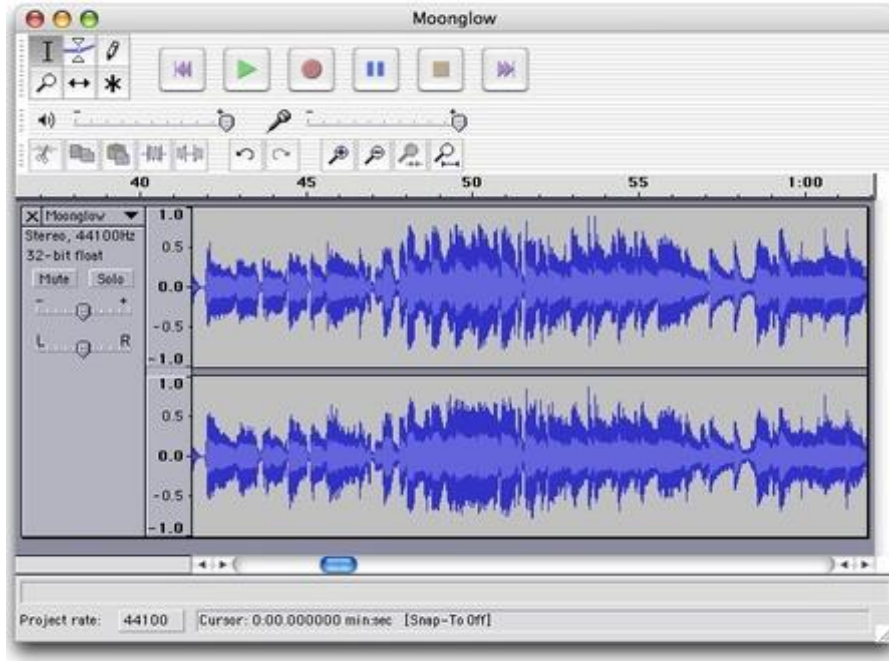 Moonglow
40 45 50 55 1:00
X Moonglow
Stereo, 44100Hz
32-bit float
Mute Solo
- +
L R
1.0
0.5
0.0
-0.5
-1.0
1.0
0.5
0.0
-0.5
-1.0
Project rate: 44100 Cursor: 0:00.000000 min:sec [Snap-To Off]